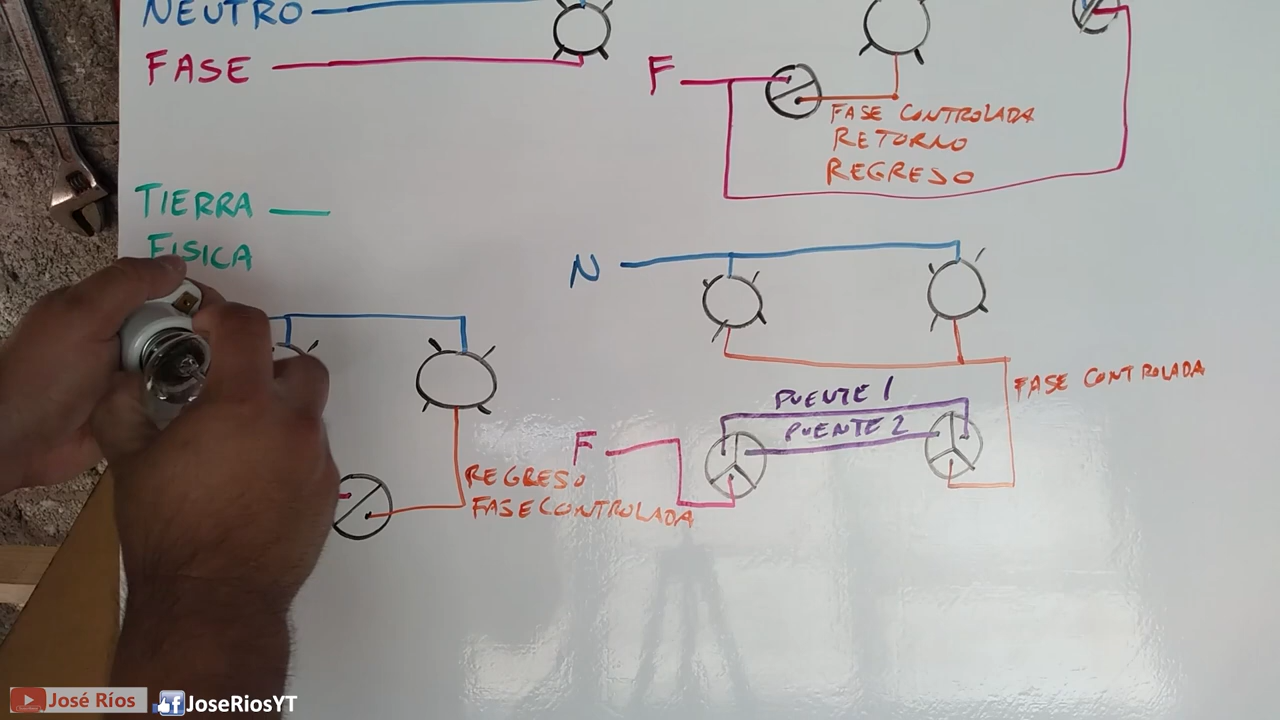 NEUTRO
FASE
F
FASE CONTROLADA
RETORNO
REGRESO
TIERRA
FISICA
N
FASE CONTROLADA
PUENTE 1
PUENTE 2
F
REGRESO
FASE CONTROLADA
José Ríos
JoseRiosYT